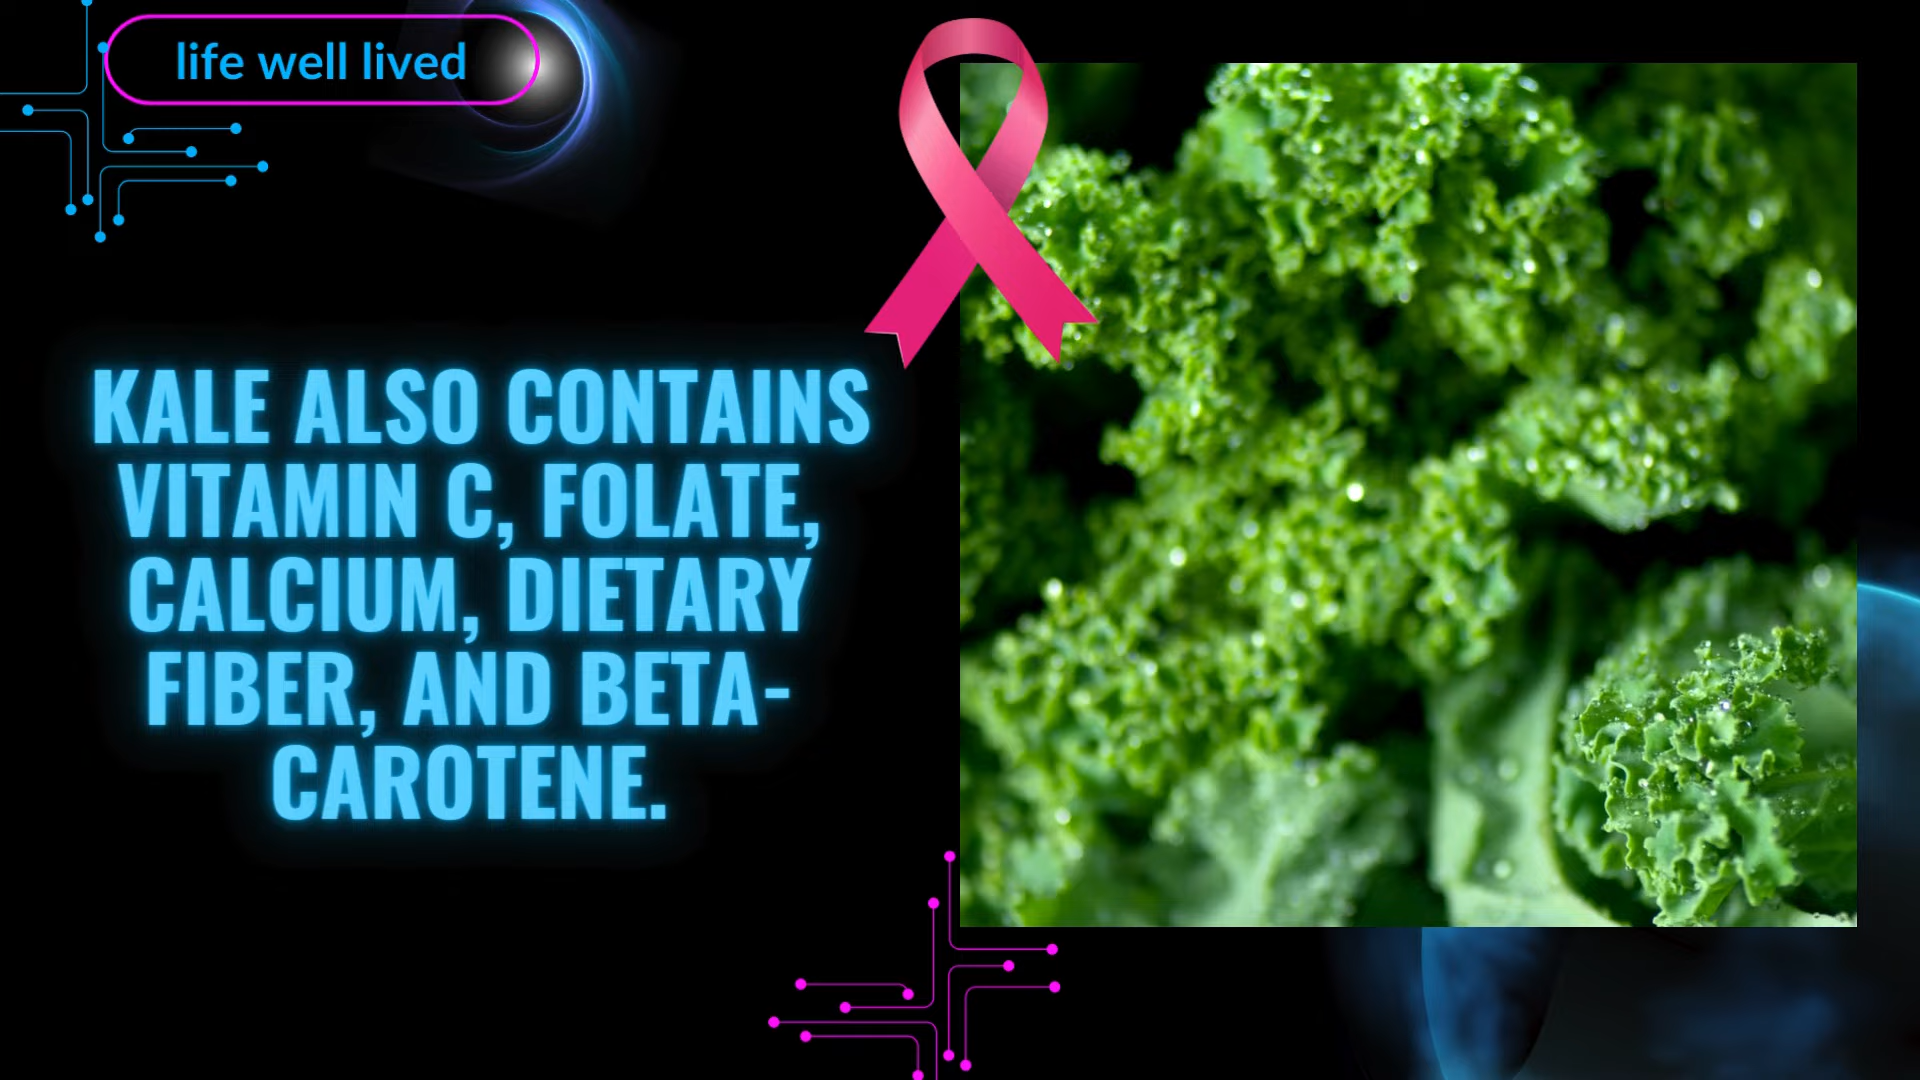 life well lived
KALE ALSO CONTAINS
VITAMIN C, FOLATE,
CALCIUM, DIETARY
FIBER, AND BETA-
CAROTENE.